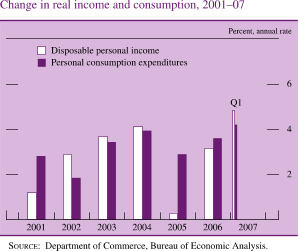 Change in real income and consumption, 2001–07
Percent, annual rate
Disposable personal income
Personal consumption expenditures
6
Q1
4
2
2001 2002 2003 2004 2005 2006 2007
SOURCE: Department of Commerce, Bureau of Economic Analysis.